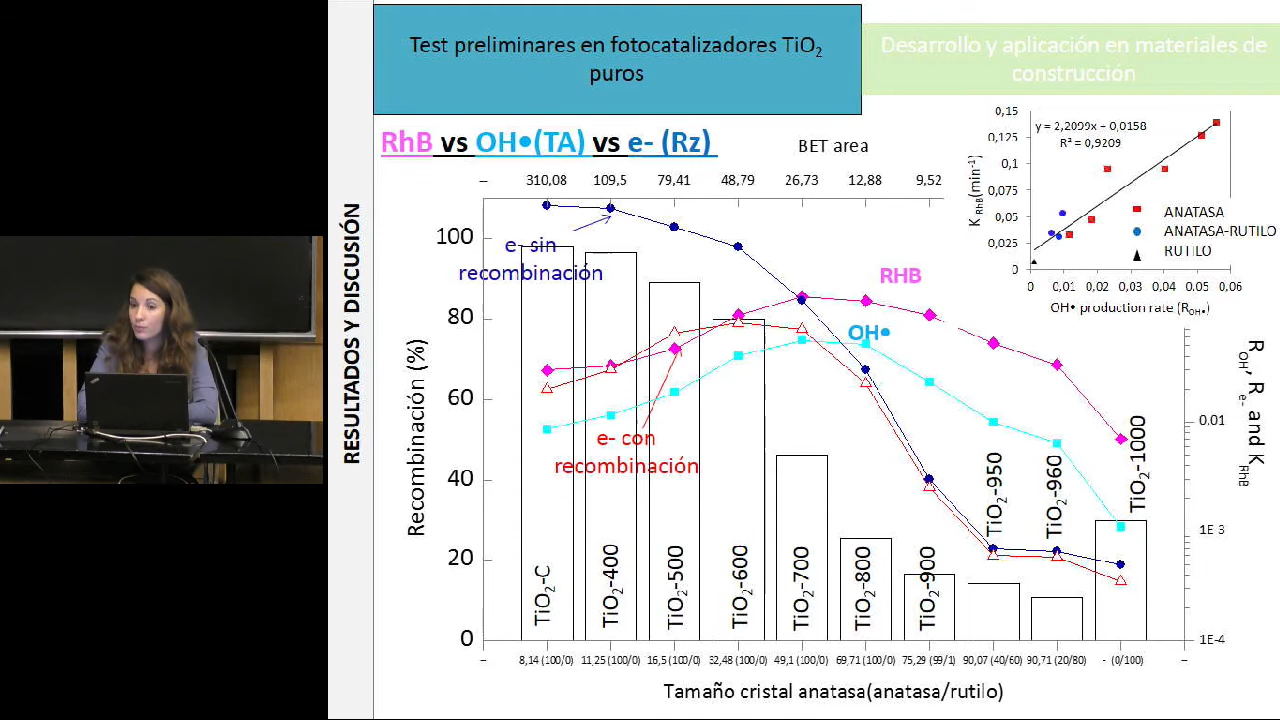 Test preliminares en fotocatalizadores TiO2
puros
Desarrollo y aplicación en materiales de
construcción
RESULTADOS Y DISCUSIÓN
RhB vs OH•(TA) vs e- (Rz)
BET area
– 310,08 109,5 79,41 48,79 26,73 12,88 9,52
0,15
0,125
0,1
0,075
0,05
0,025
0
K RhB(min-1)
y = 2,2099x + 0,0158
R² = 0,9209
ANATASA
ANATASA-RUTILO
RUTILO
0 0,01 0,02 0,03 0,04 0,05 0,06
OH• production rate (ROH•)
Recombinación (%)
100
80
60
40
20
0
e- sin
recombinación
RHB
OH•
e- con
recombinación
TiO2-C
TiO2-400
TiO2-500
TiO2-600
TiO2-700
TiO2-800
TiO2-900
TiO2-950
TiO2-960
TiO2-1000
0.01
1E-3
1E-4
ROH, Re- and KRhB
– 8,14 (100/0) 11,25 (100/0) 16,5 (100/0) 32,48 (100/0) 49,1 (100/0) 69,71 (100/0) 75,29 (99/1) 90,07 (40/60) 90,71 (20/80) - (0/100) –
Tamaño cristal anatasa(anatasa/rutilo)